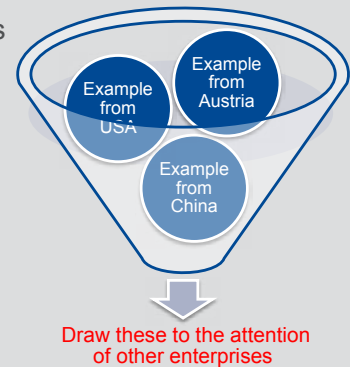 s
Example
from
USA
Example
from
Austria
Example
from
China
Draw these to the attention
of other enterprises